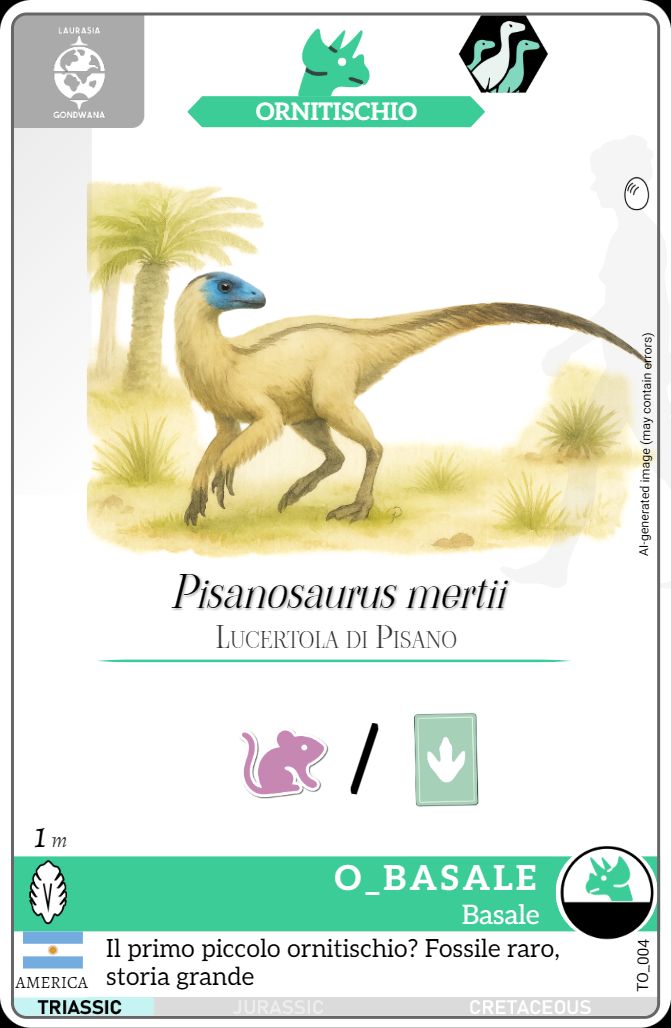 LAURASIA
GONDWANA
ORNITISCHIO
AI-generated image (may contain errors)
Pisanosaurus mertii
Lucertola di Pisano
1 m
O_BASALE
Basale
Il primo piccolo ornitischio? Fossile raro,
storia grande
AMERICA
TO_004
TRIASSIC
JURASSIC
CRETACEOUS